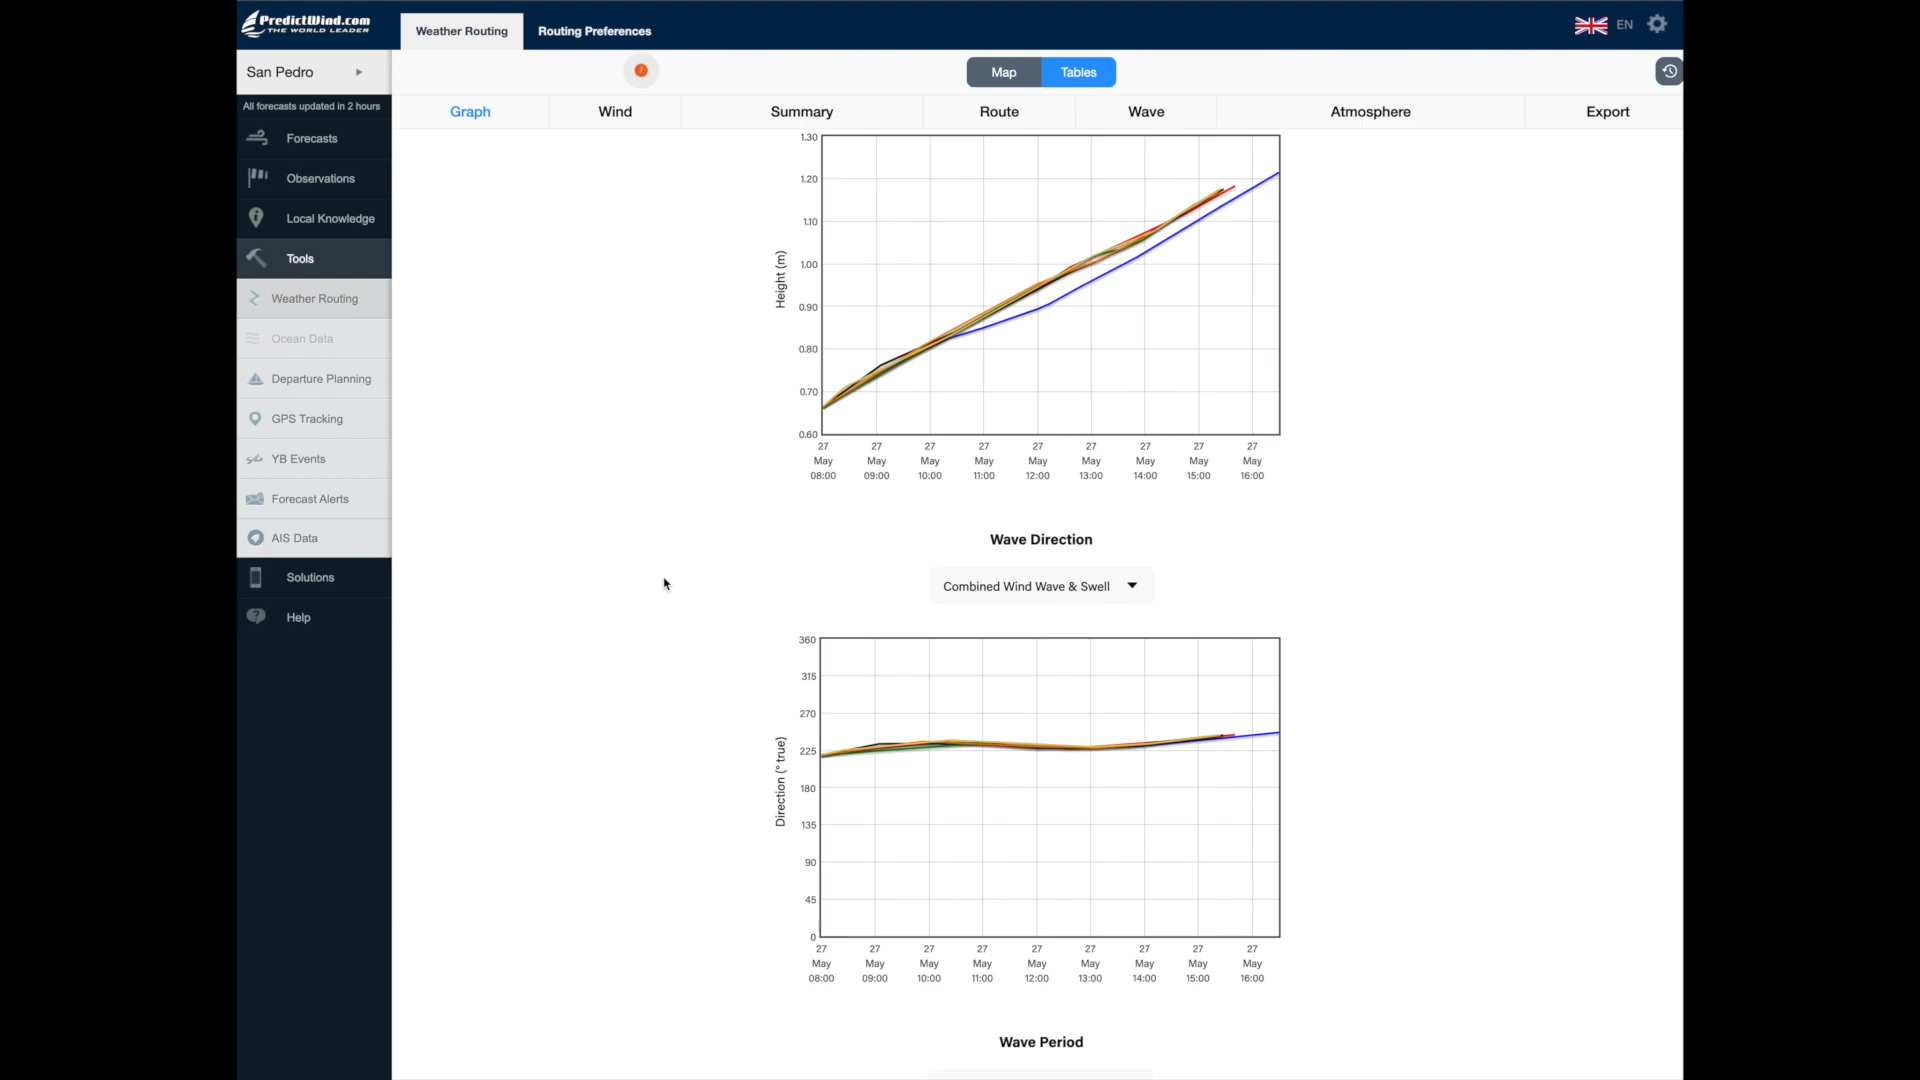 PredictWind.com
THE WORLD LEADER
Weather Routing
Routing Preferences
EN
San Pedro
Map
Tables
All forecasts updated in 2 hours
Graph
Wind
Summary
Route
Wave
Atmosphere
Export
Forecasts
Observations
Local Knowledge
Tools
Weather Routing
Ocean Data
Departure Planning
GPS Tracking
YB Events
Forecast Alerts
AIS Data
Solutions
Help
Height (m)
1.30
1.20
1.10
1.00
0.90
0.80
0.70
0.60
27 27 27 27 27 27 27 27 27
May May May May May May May May May
08:00 09:00 10:00 11:00 12:00 13:00 14:00 15:00 16:00
Wave Direction
Combined Wind Wave & Swell
Direction (° true)
360
315
270
225
180
135
90
45
0
27 27 27 27 27 27 27 27 27
May May May May May May May May May
08:00 09:00 10:00 11:00 12:00 13:00 14:00 15:00 16:00
Wave Period